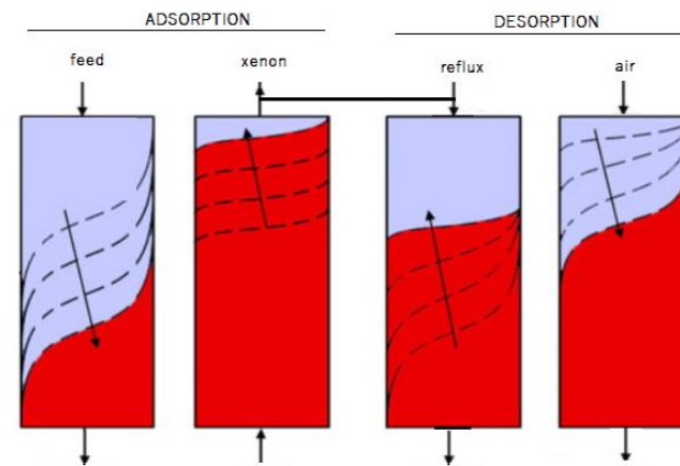 ADSORPTION
DESORPTION
feed
xenon
reflux
air